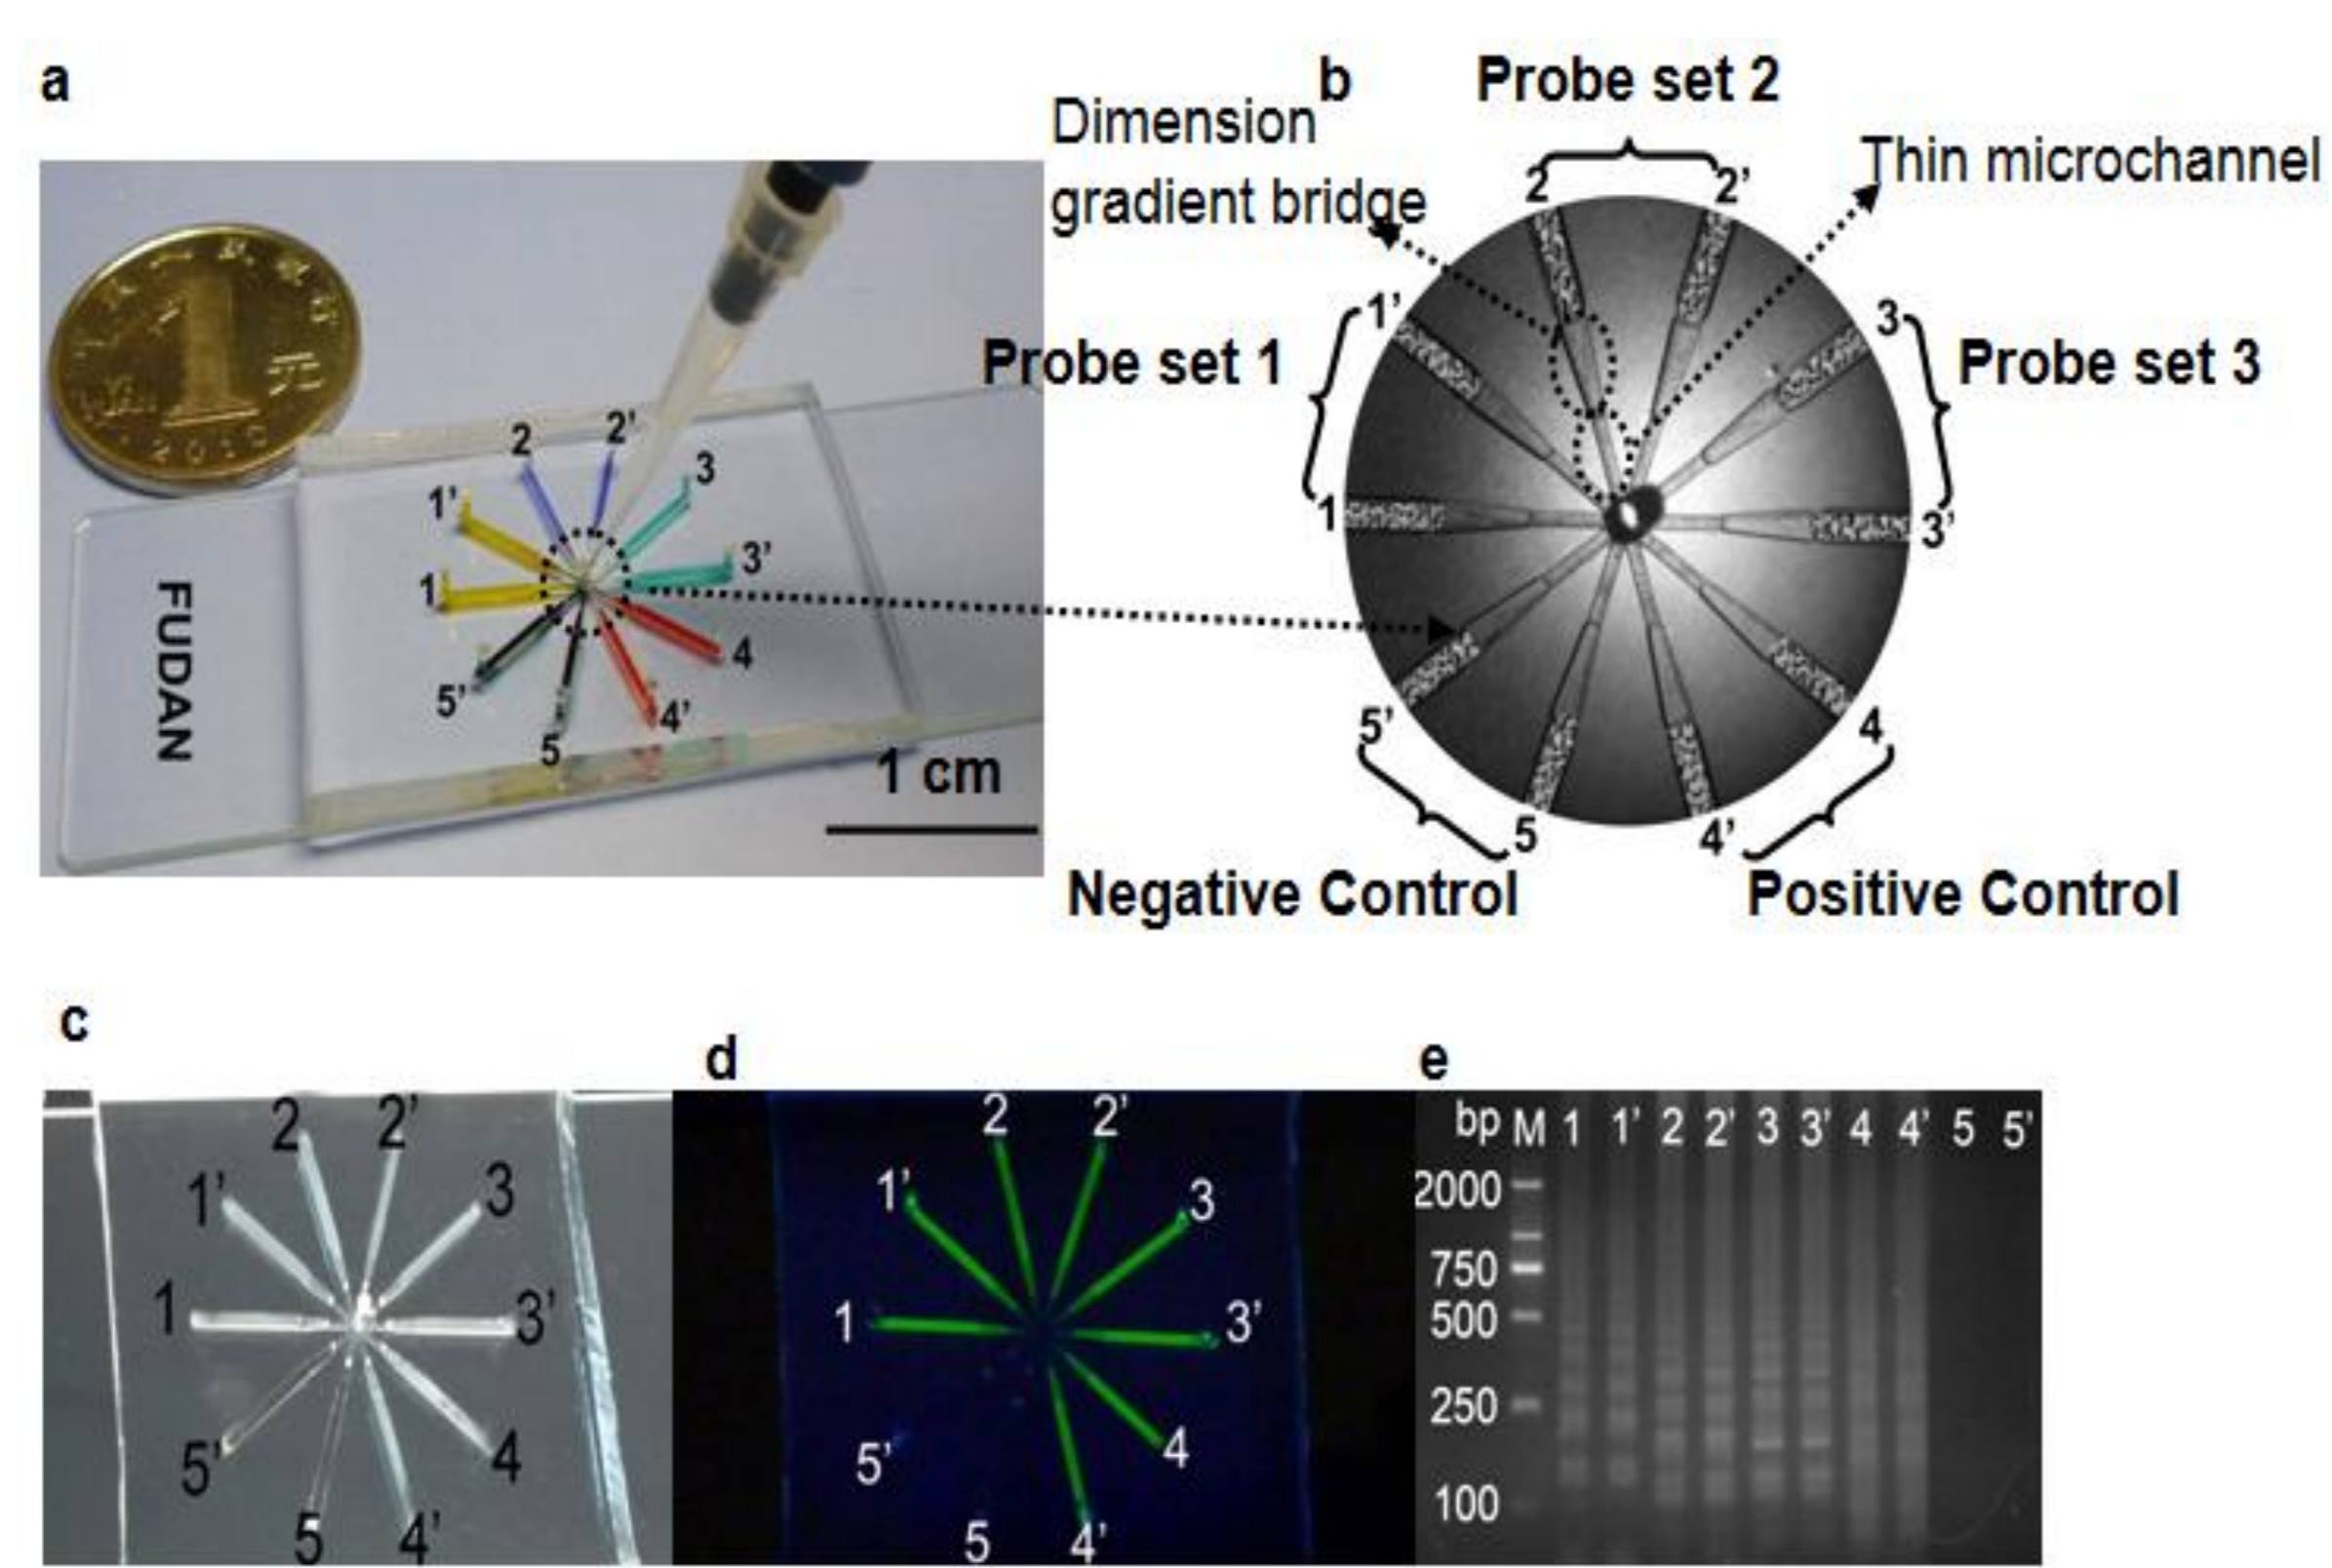 a
b
Probe set 2
Dimension
gradient bridge
Thin microchannel
2
2’
1’
3
Probe set 1
Probe set 3
1
3’
5’
4
5
4’
Negative Control
Positive Control
1
元
2010
2
2’
3
1’
3’
1
4
5’
4’
5
FUDAN
1 cm
c
d
e
2
2’
1’
3
1
3’
5’
4
5
4’
2
2’
1’
3
1
3’
5’
4
5
4’
bp M 1 1’ 2 2’ 3 3’ 4 4’ 5 5’
2000
750
500
250
100